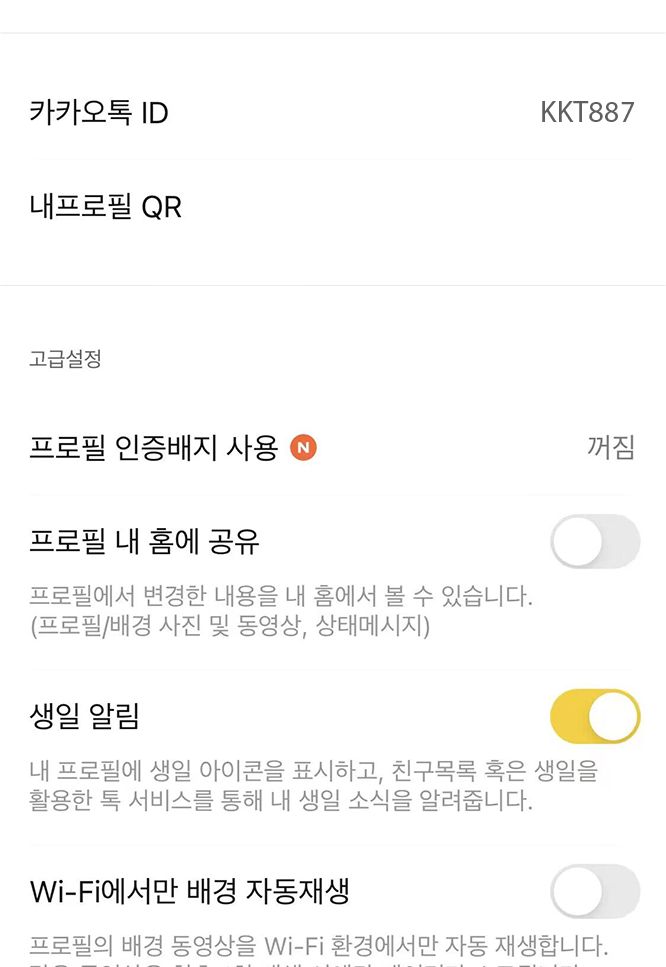 카카오톡 ID
KKT887
내프로필 QR
고급설정
프로필 인증배지 사용 N
꺼짐
프로필 내 홈에 공유
프로필에서 변경한 내용을 내 홈에서 볼 수 있습니다.
(프로필/배경 사진 및 동영상, 상태메시지)
생일 알림
내 프로필에 생일 아이콘을 표시하고, 친구목록 혹은 생일을
활용한 톡 서비스를 통해 내 생일 소식을 알려줍니다.
Wi-Fi에서만 배경 자동재생
프로필의 배경 동영상을 Wi-Fi 환경에서만 자동 재생합니다.